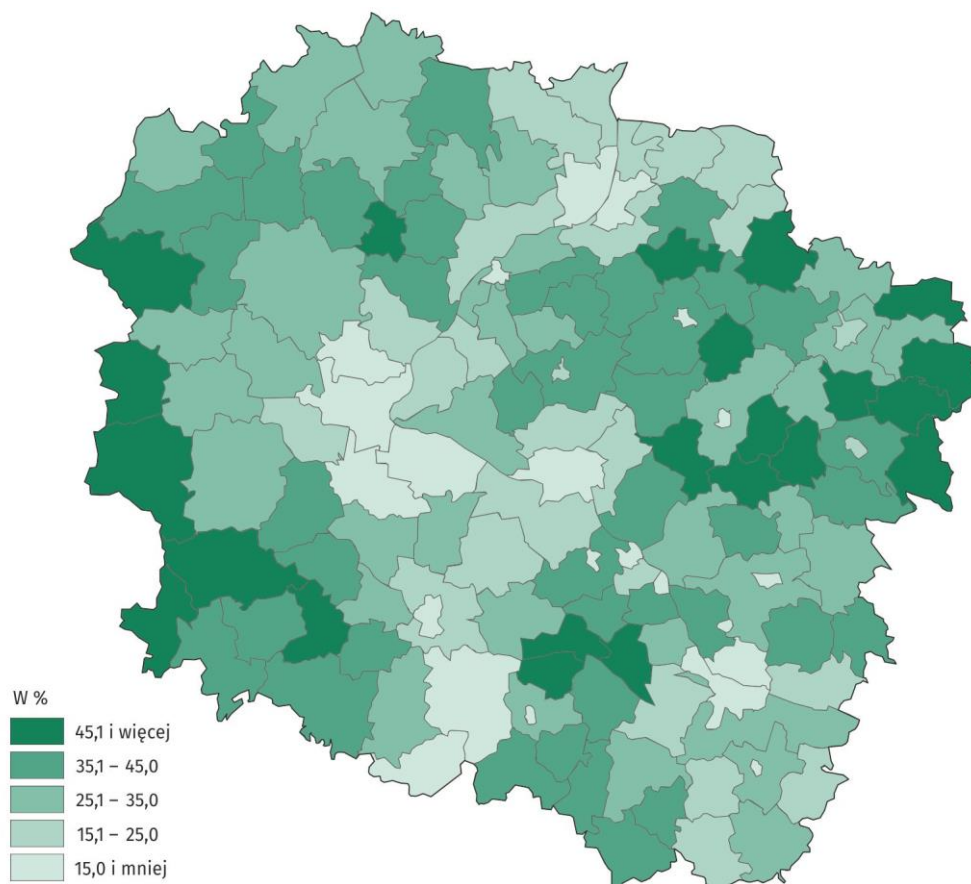 W %
45,1 i więcej
35,1 – 45,0
25,1 – 35,0
15,1 – 25,0
15,0 i mniej